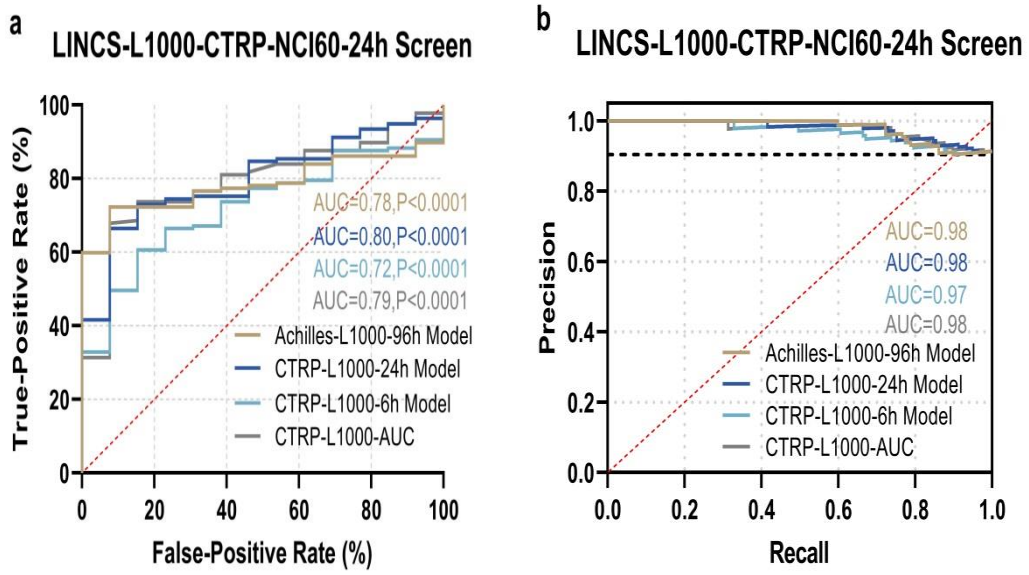 a
LINCS-L1000-CTRP-NCI60-24h Screen
True-Positive Rate (%)
100
80
60
40
20
0
AUC=0.78,P<0.0001
AUC=0.80,P<0.0001
AUC=0.72,P<0.0001
AUC=0.79,P<0.0001
Achilles-L1000-96h Model
CTRP-L1000-24h Model
CTRP-L1000-6h Model
CTRP-L1000-AUC
0 20 40 60 80 100
False-Positive Rate (%)
b
LINCS-L1000-CTRP-NCI60-24h Screen
Precision
1.0
0.8
0.6
0.4
0.2
0.0
AUC=0.98
AUC=0.98
AUC=0.97
AUC=0.98
Achilles-L1000-96h Model
CTRP-L1000-24h Model
CTRP-L1000-6h Model
CTRP-L1000-AUC
0.0 0.2 0.4 0.6 0.8 1.0
Recall